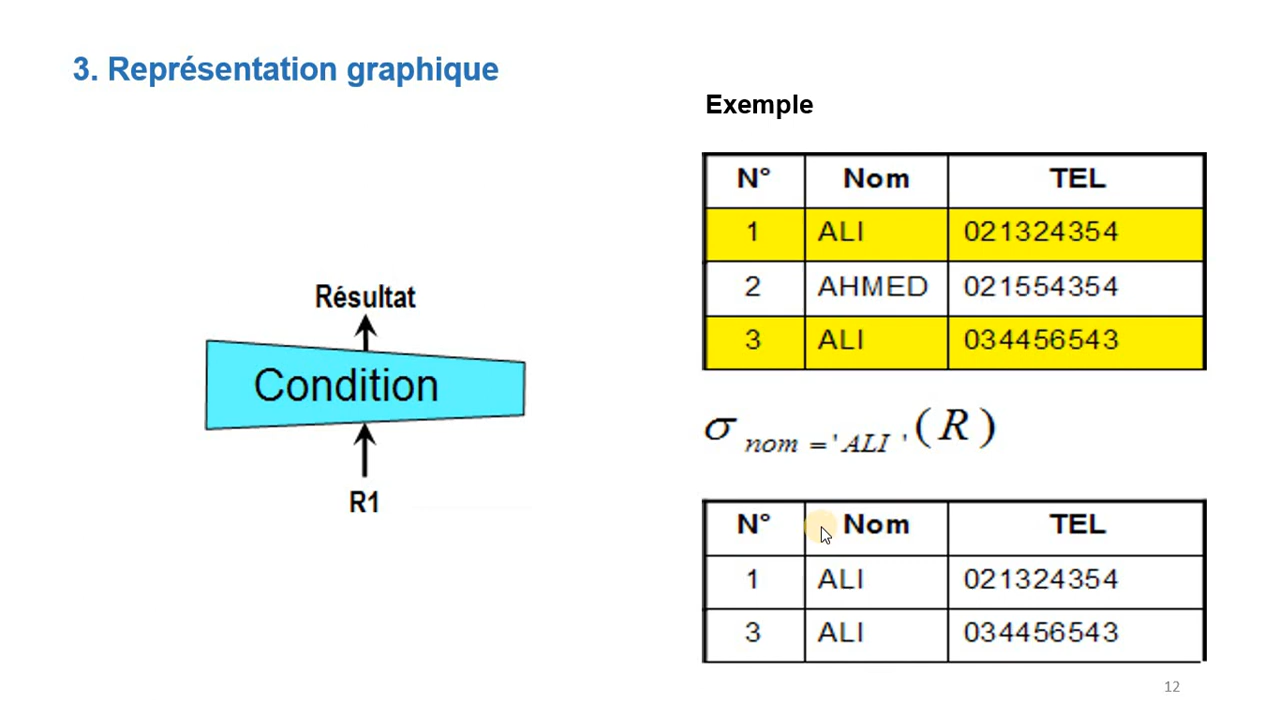 3. Représentation graphique
Résultat
Condition
R1
Exemple
N° Nom TEL
1 ALI 021324354
2 AHMED 021554354
3 ALI 034456543
σ nom ='ALI '(R)
N° Nom TEL
1 ALI 021324354
3 ALI 034456543
12